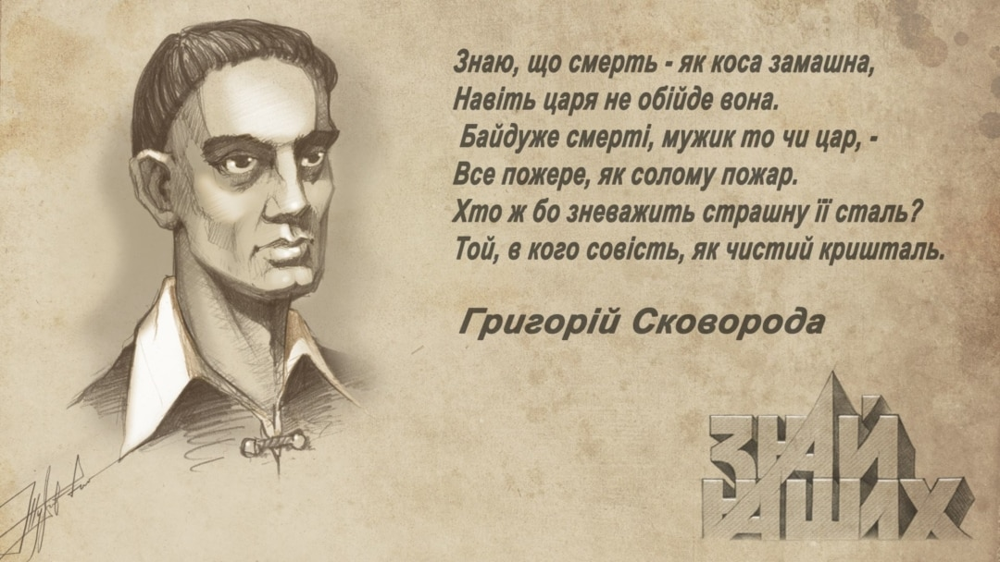 Знаю, що смерть - як коса замашна,
Навіть царя не обійде вона.
Байдуже смерті, мужик то чи цар, -
Все пожере, як солому пожар.
Хто ж бо зневажить страшну її сталь?
Той, в кого совість, як чистий кришталь.
Григорій Сковорода
ЗНАЙ
НАШИХ